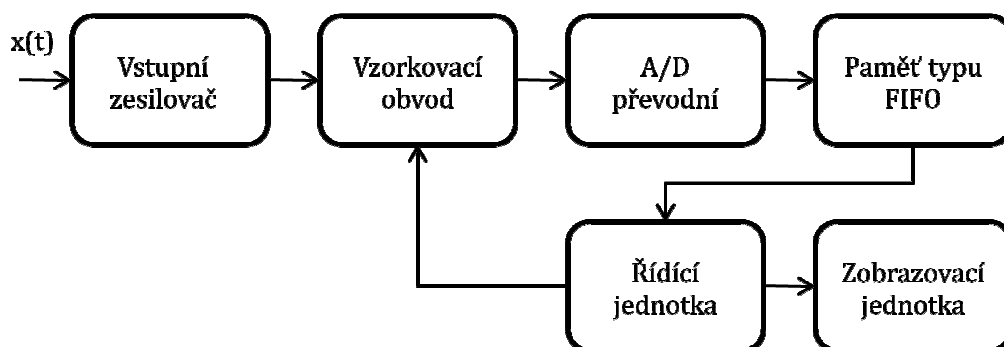 x(t)
Vstupní
zesilovač
Vzorkovací
obvod
A/D
převodní
Paměť typu
FIFO
Řídící
jednotka
Zobrazovací
jednotka